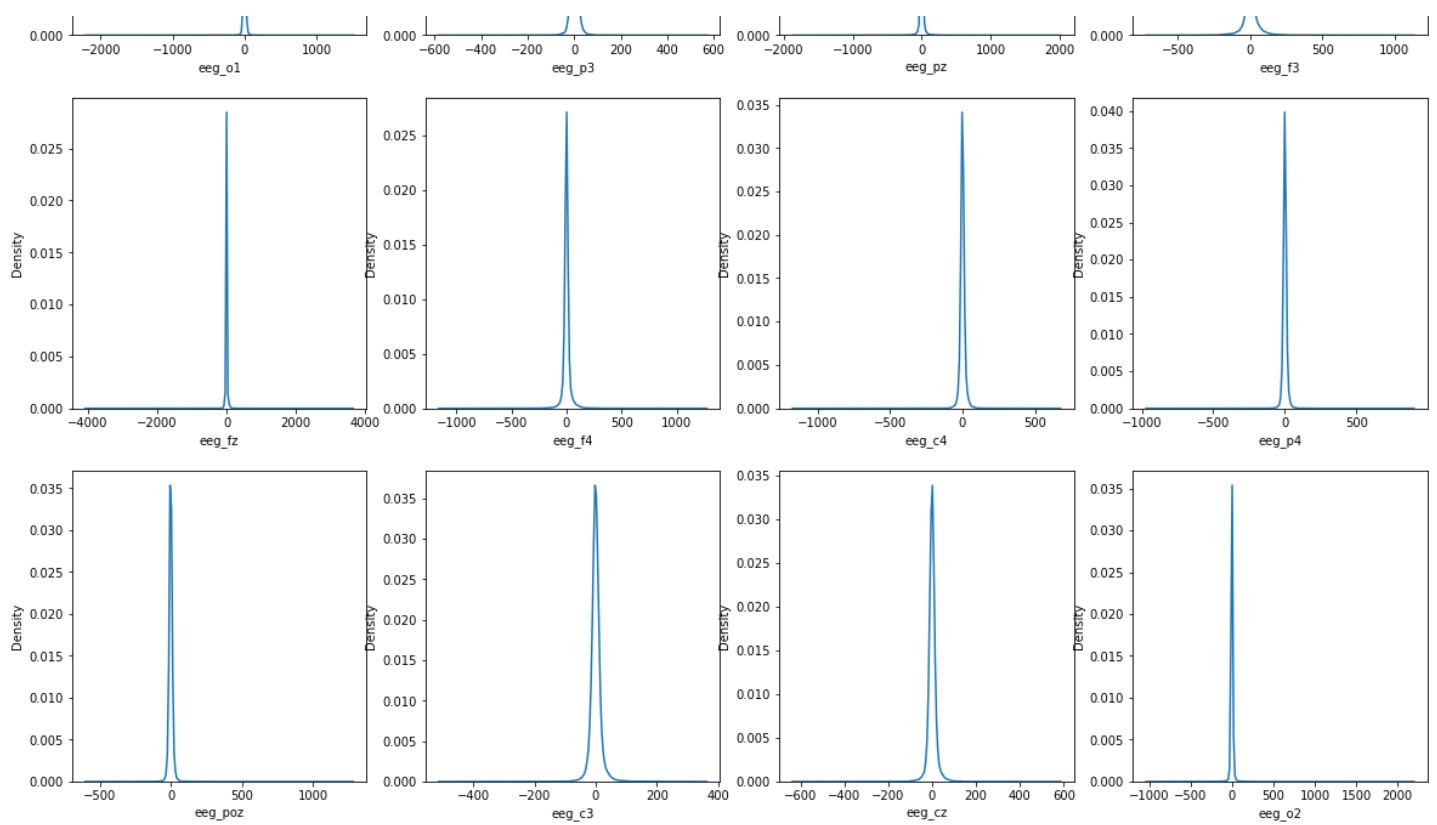 0.000 0.000 0.000 0.000
−2000 −1000 0 1000 −600 −400 −200 0 200 400 600 −2000 −1000 0 1000 2000 −500 0 500 1000
eeg_o1 eeg_p3 eeg_pz eeg_f3
0.025 0.020 0.015 0.010 0.005 0.000
Density
−4000 −2000 0 2000 4000
eeg_fz
0.025 0.020 0.015 0.010 0.005 0.000
Density
−1000 −500 0 500 1000
eeg_f4
0.035 0.030 0.025 0.020 0.015 0.010 0.005 0.000
Density
−1000 −500 0 500
eeg_c4
0.040 0.035 0.030 0.025 0.020 0.015 0.010 0.005 0.000
Density
−1000 −500 0 500
eeg_p4
0.035 0.030 0.025 0.020 0.015 0.010 0.005 0.000
Density
−500 0 500 1000
eeg_poz
0.035 0.030 0.025 0.020 0.015 0.010 0.005 0.000
Density
−400 −200 0 200 400
eeg_c3
0.035 0.030 0.025 0.020 0.015 0.010 0.005 0.000
Density
−600 −400 −200 0 200 400 600
eeg_cz
0.035 0.030 0.025 0.020 0.015 0.010 0.005 0.000
Density
−1000 −500 0 500 1000 1500 2000
eeg_o2